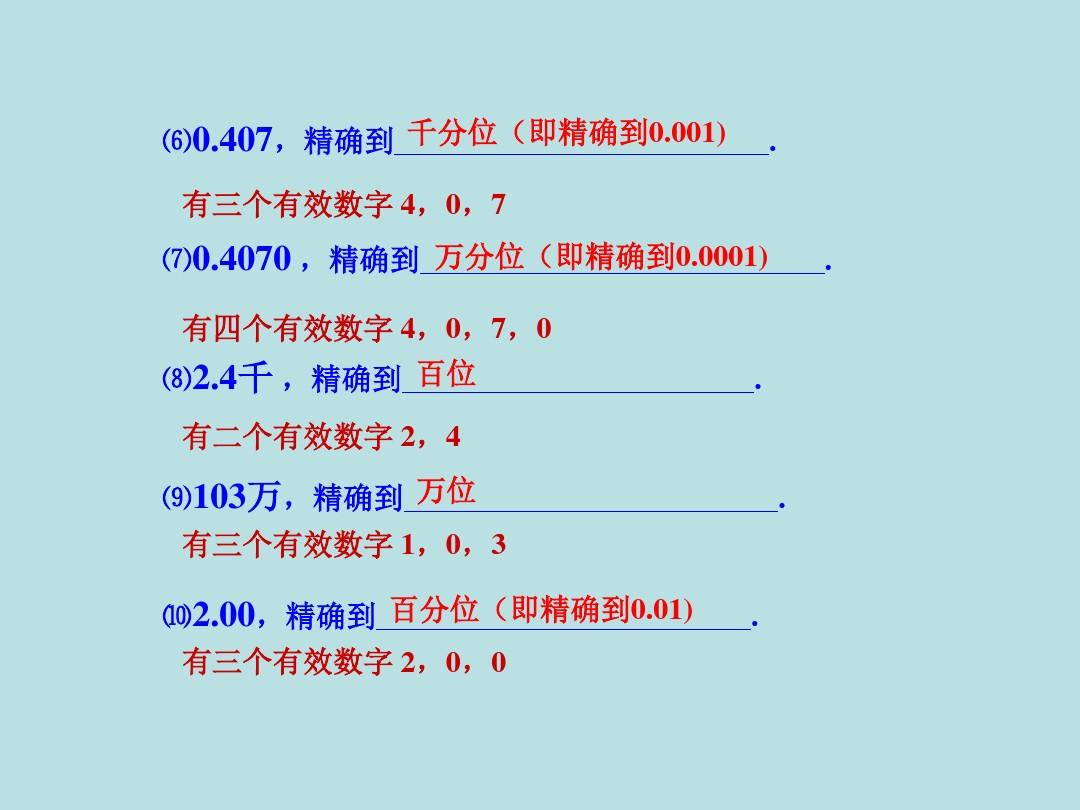 ⑹0.407，精确到 千分位（即精确到0.001) .
有三个有效数字 4，0，7
⑺0.4070 ，精确到 万分位（即精确到0.0001) .
有四个有效数字 4，0，7，0
⑻2.4千 ，精确到 百位 .
有二个有效数字 2，4
⑼103万，精确到 万位 .
有三个有效数字 1，0，3
⑽2.00，精确到 百分位（即精确到0.01) .
有三个有效数字 2，0，0